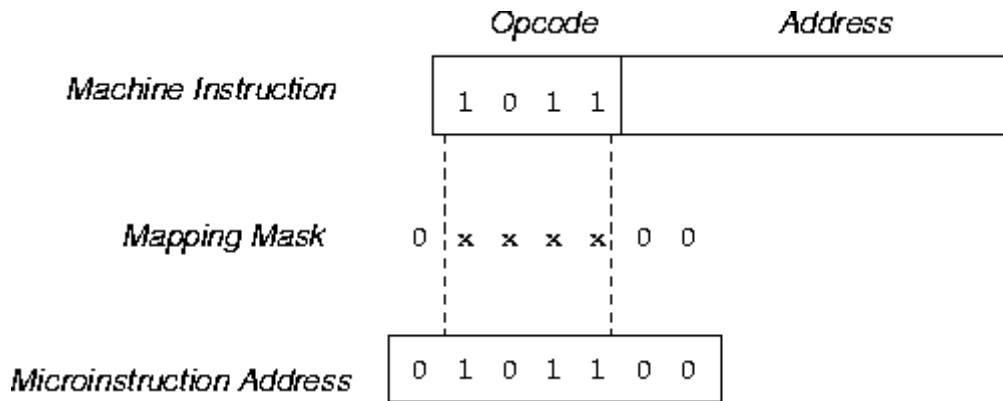 Opcode Address
Machine Instruction 1 0 1 1
Mapping Mask 0 x x x x 0 0
Microinstruction Address 0 1 0 1 1 0 0